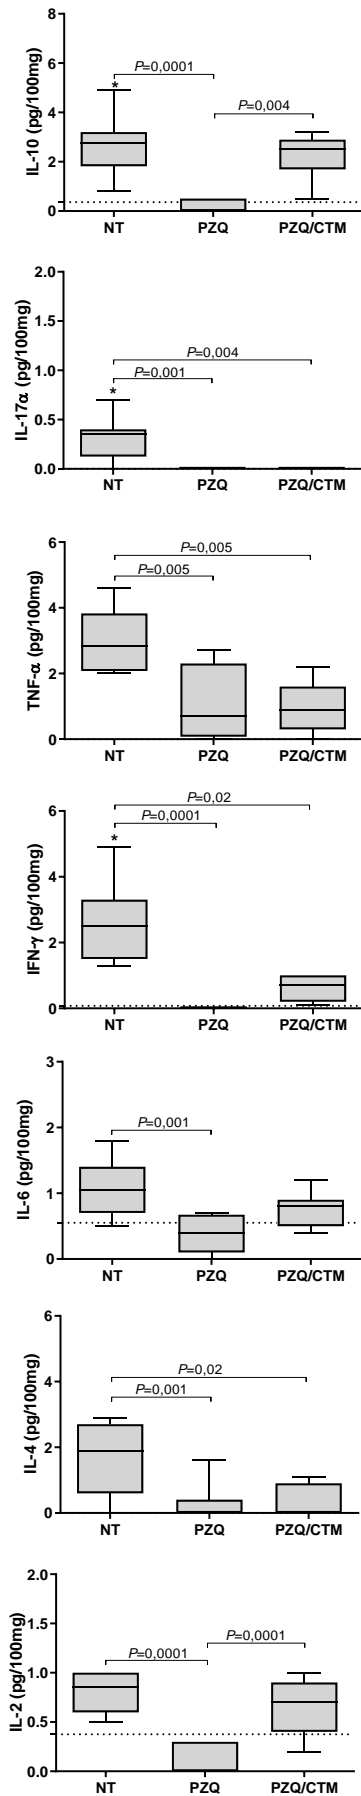 IL-10 (pg/100mg)
8
6
4
2
0
P=0,0001
P=0,004
*
NT PZQ PZQ/CTM
IL-17α (pg/100mg)
2.0
1.5
1.0
0.5
0.0
P=0,004
P=0,001
*
NT PZQ PZQ/CTM
TNF-α (pg/100mg)
6
4
2
0
P=0,005
P=0,005
NT PZQ PZQ/CTM
IFN-γ (pg/100mg)
6
4
2
0
P=0,02
P=0,0001
*
NT PZQ PZQ/CTM
IL-6 (pg/100mg)
3
2
1
0
P=0,001
NT PZQ PZQ/CTM
IL-4 (pg/100mg)
6
4
2
0
P=0,02
P=0,001
NT PZQ PZQ/CTM
IL-2 (pg/100mg)
2.0
1.5
1.0
0.5
0.0
P=0,0001
P=0,0001
NT PZQ PZQ/CTM